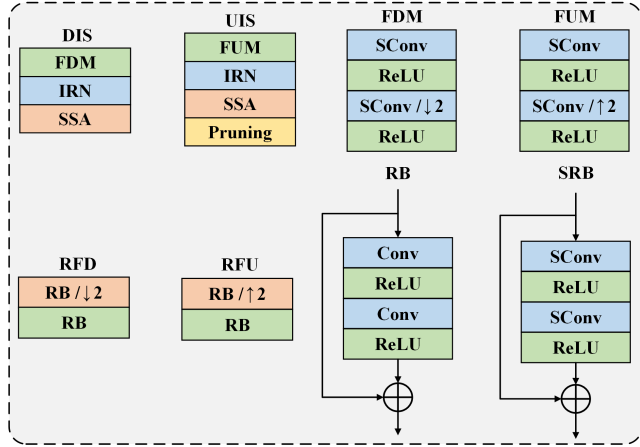 DIS
FDM
IRN
SSA
UIS
FUM
IRN
SSA
Pruning
FDM
SConv
ReLU
SConv /↓2
ReLU
FUM
SConv
ReLU
SConv /↑2
ReLU
RFD
RB /↓2
RB
RFU
RB /↑2
RB
RB
Conv
ReLU
Conv
ReLU
SRB
SConv
ReLU
SConv
ReLU